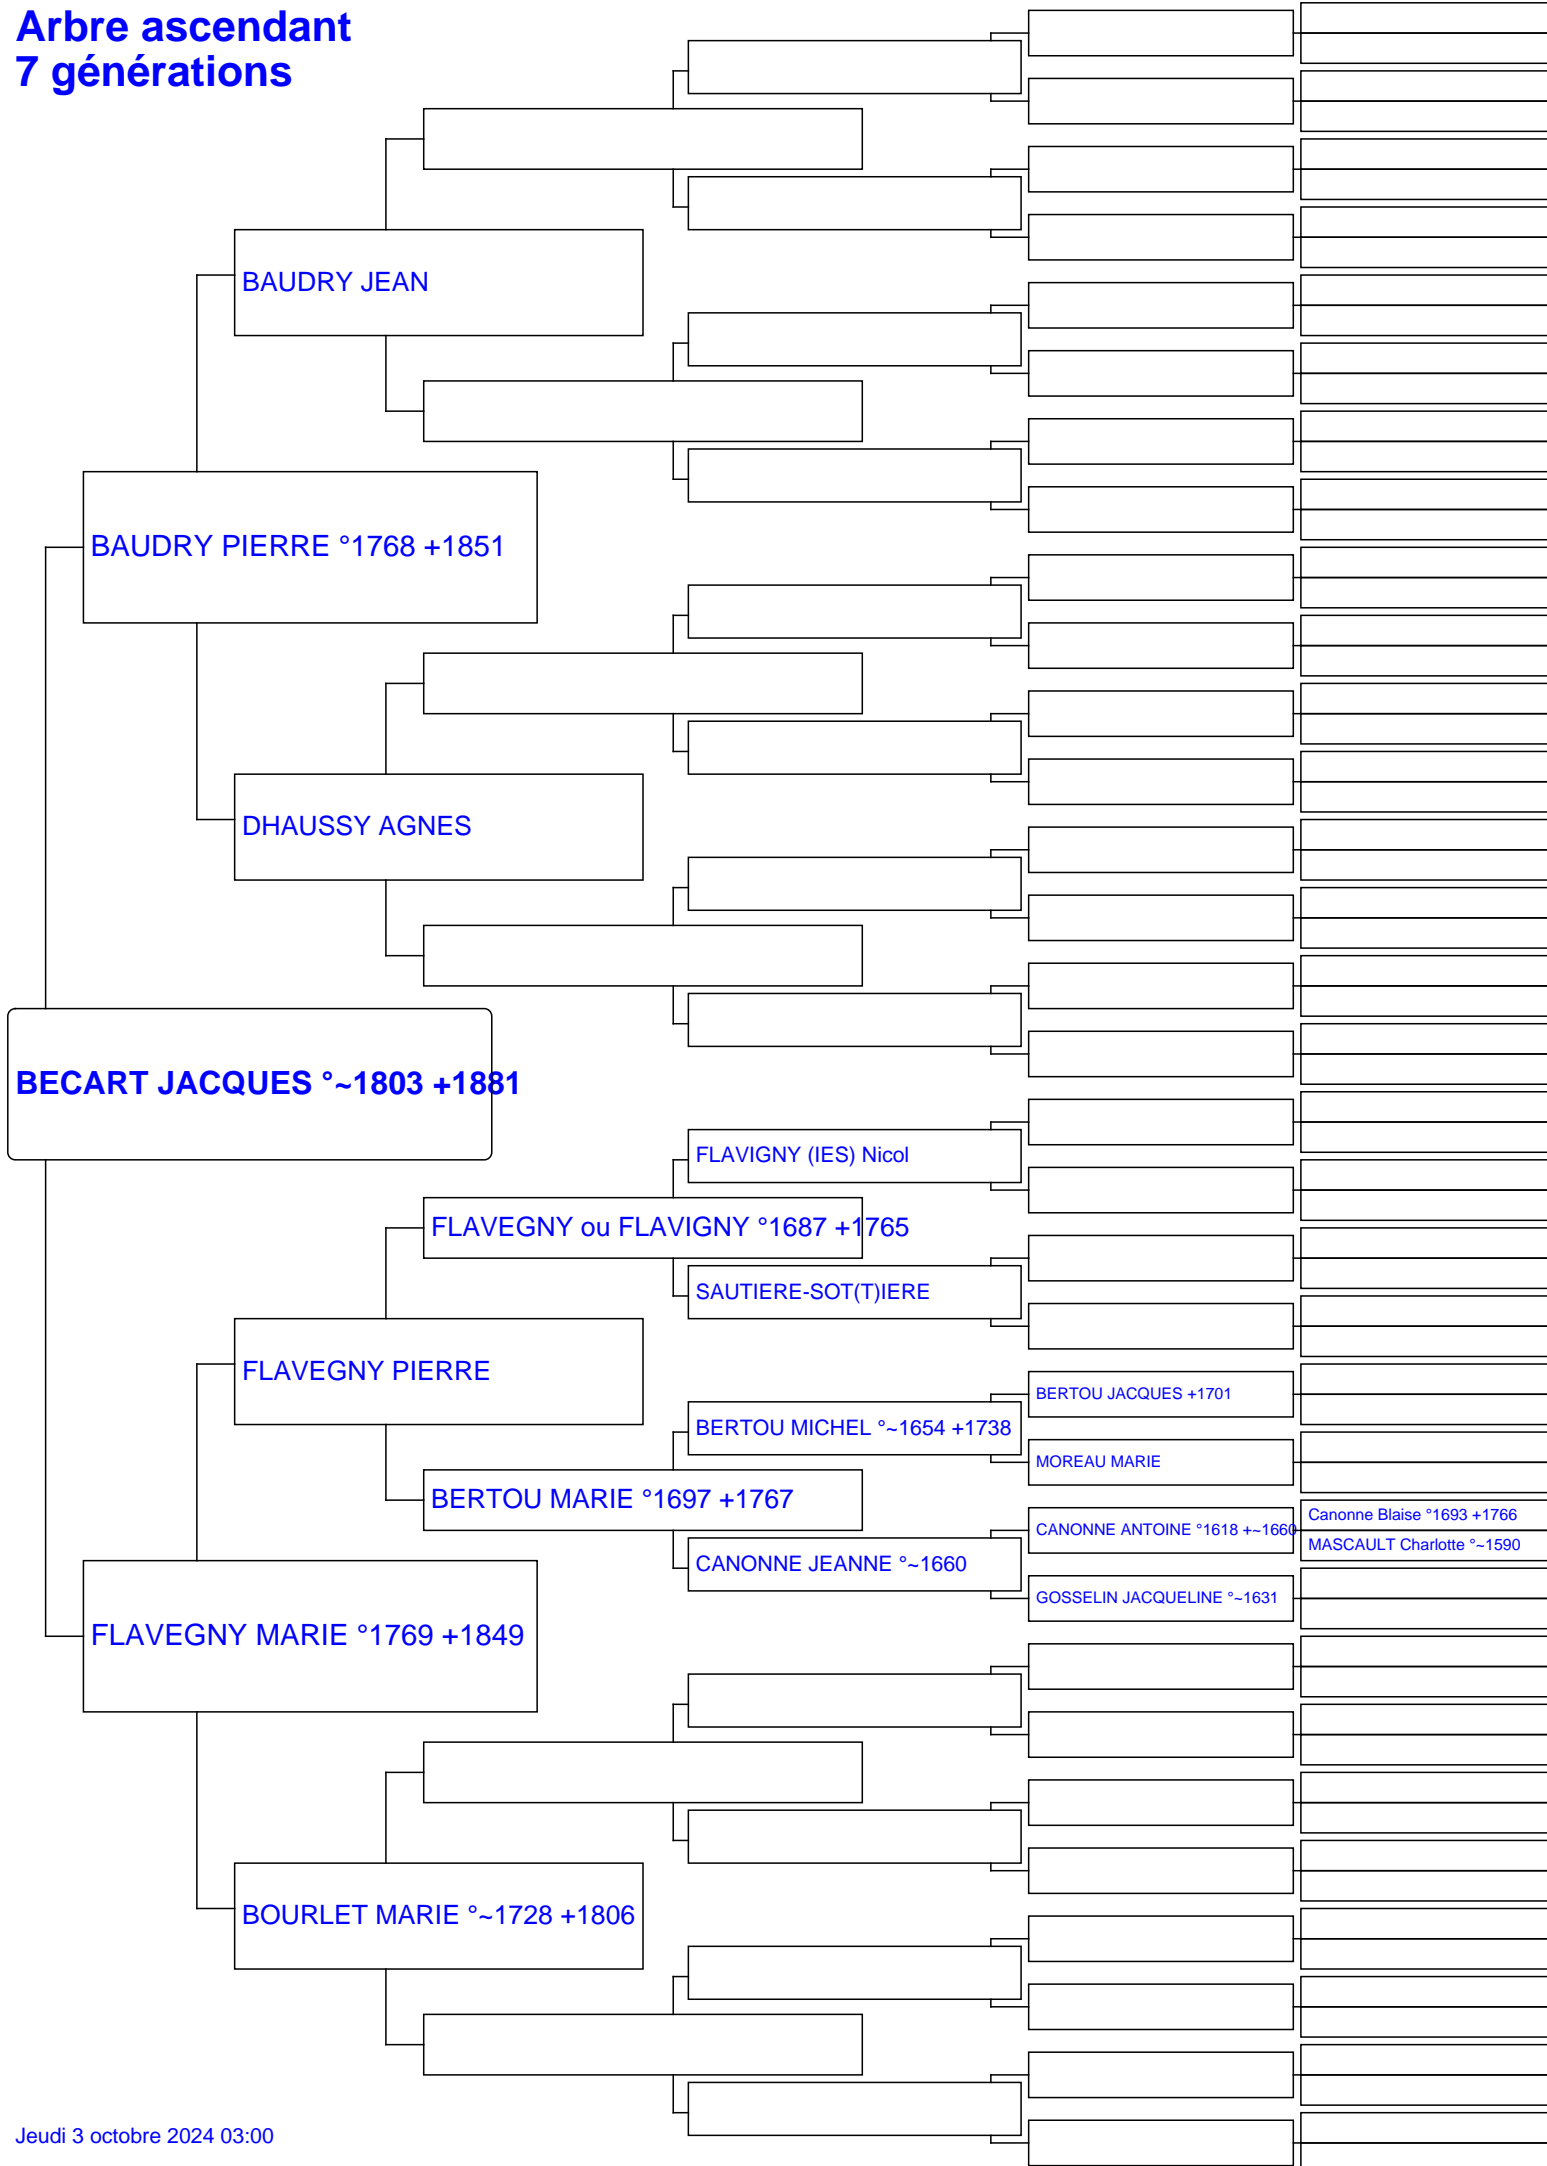 Arbre ascendant
7 générations
BAUDRY JEAN
BAUDRY PIERRE °1768 +1851
DHAUSSY AGNES
BECART JACQUES °~1803 +1881
FLAVIGNY (IES) Nicol
FLAVEGNY ou FLAVIGNY °1687 +1765
SAUTIERE-SOT(T)IERE
FLAVEGNY PIERRE
BERTOU JACQUES +1701
BERTOU MICHEL °~1654 +1738
MOREAU MARIE
BERTOU MARIE °1697 +1767
Canonne Blaise °1693 +1766
CANONNE ANTOINE °1618 +~1660
MASCAULT Charlotte °~1590
CANONNE JEANNE °~1660
GOSSELIN JACQUELINE °~1631
FLAVEGNY MARIE °1769 +1849
BOURLET MARIE °~1728 +1806
Jeudi 3 octobre 2024 03:00